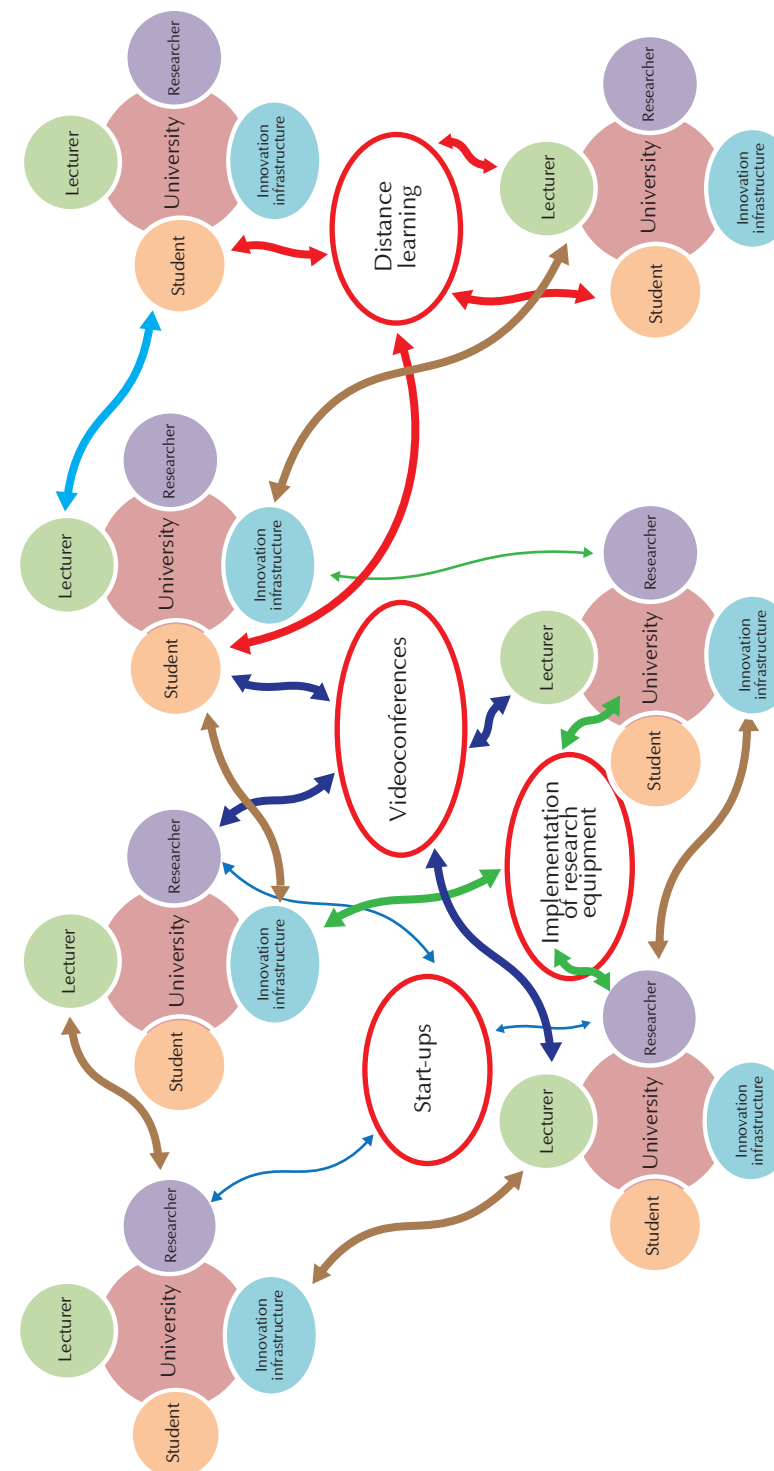 Lecturer
Student
University
Researcher
Innovation
infrastructure
Lecturer
Student
University
Researcher
Innovation
infrastructure
Lecturer
Student
University
Researcher
Innovation
infrastructure
Lecturer
Student
University
Researcher
Innovation
infrastructure
Start-ups
Videoconferences
Distance
learning
Implementation
of research
equipment
Lecturer
Student
University
Researcher
Innovation
infrastructure
Lecturer
Student
University
Researcher
Innovation
infrastructure
Lecturer
Student
University
Researcher
Innovation
infrastructure